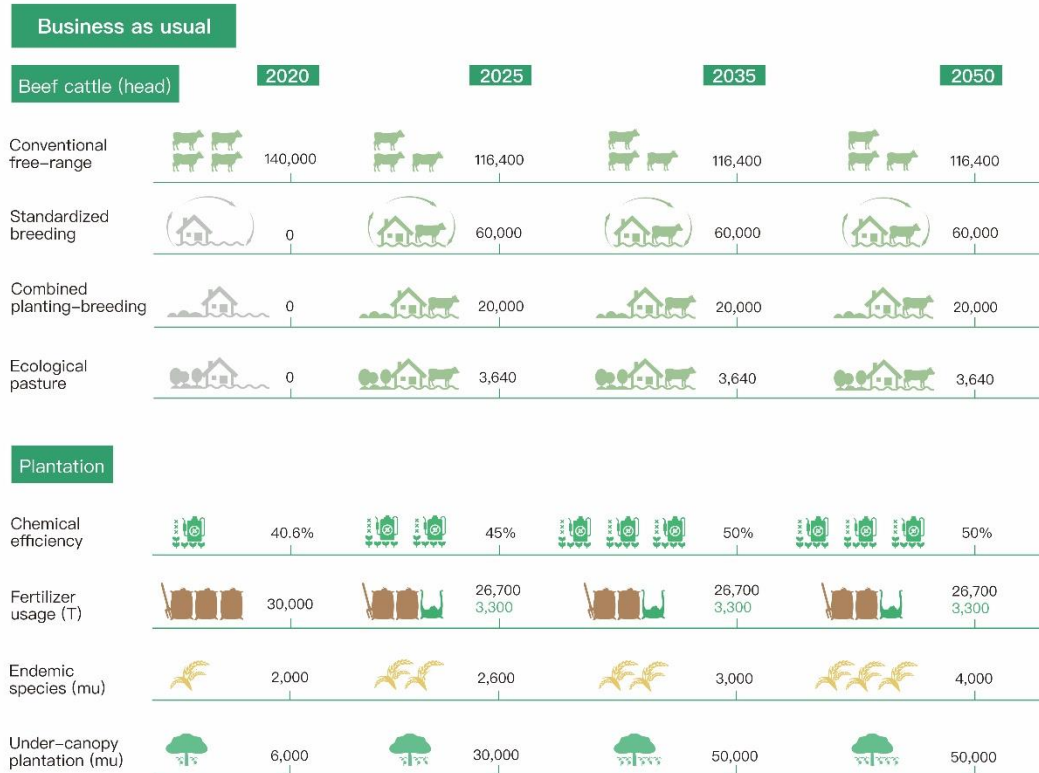 Business as usual
Beef cattle (head) 2020 2025 2035 2050
Conventional
free-range 140,000 116,400 116,400 116,400
Standardized
breeding 0 60,000 60,000 60,000
Combined
planting-breeding 0 20,000 20,000 20,000
Ecological
pasture 0 3,640 3,640 3,640
Plantation
Chemical
efficiency 40.6% 45% 50% 50%
Fertilizer
usage (T) 30,000 26,700 26,700 26,700
3,300 3,300 3,300
Endemic
species (mu) 2,000 2,600 3,000 4,000
Under-canopy
plantation (mu) 6,000 30,000 50,000 50,000